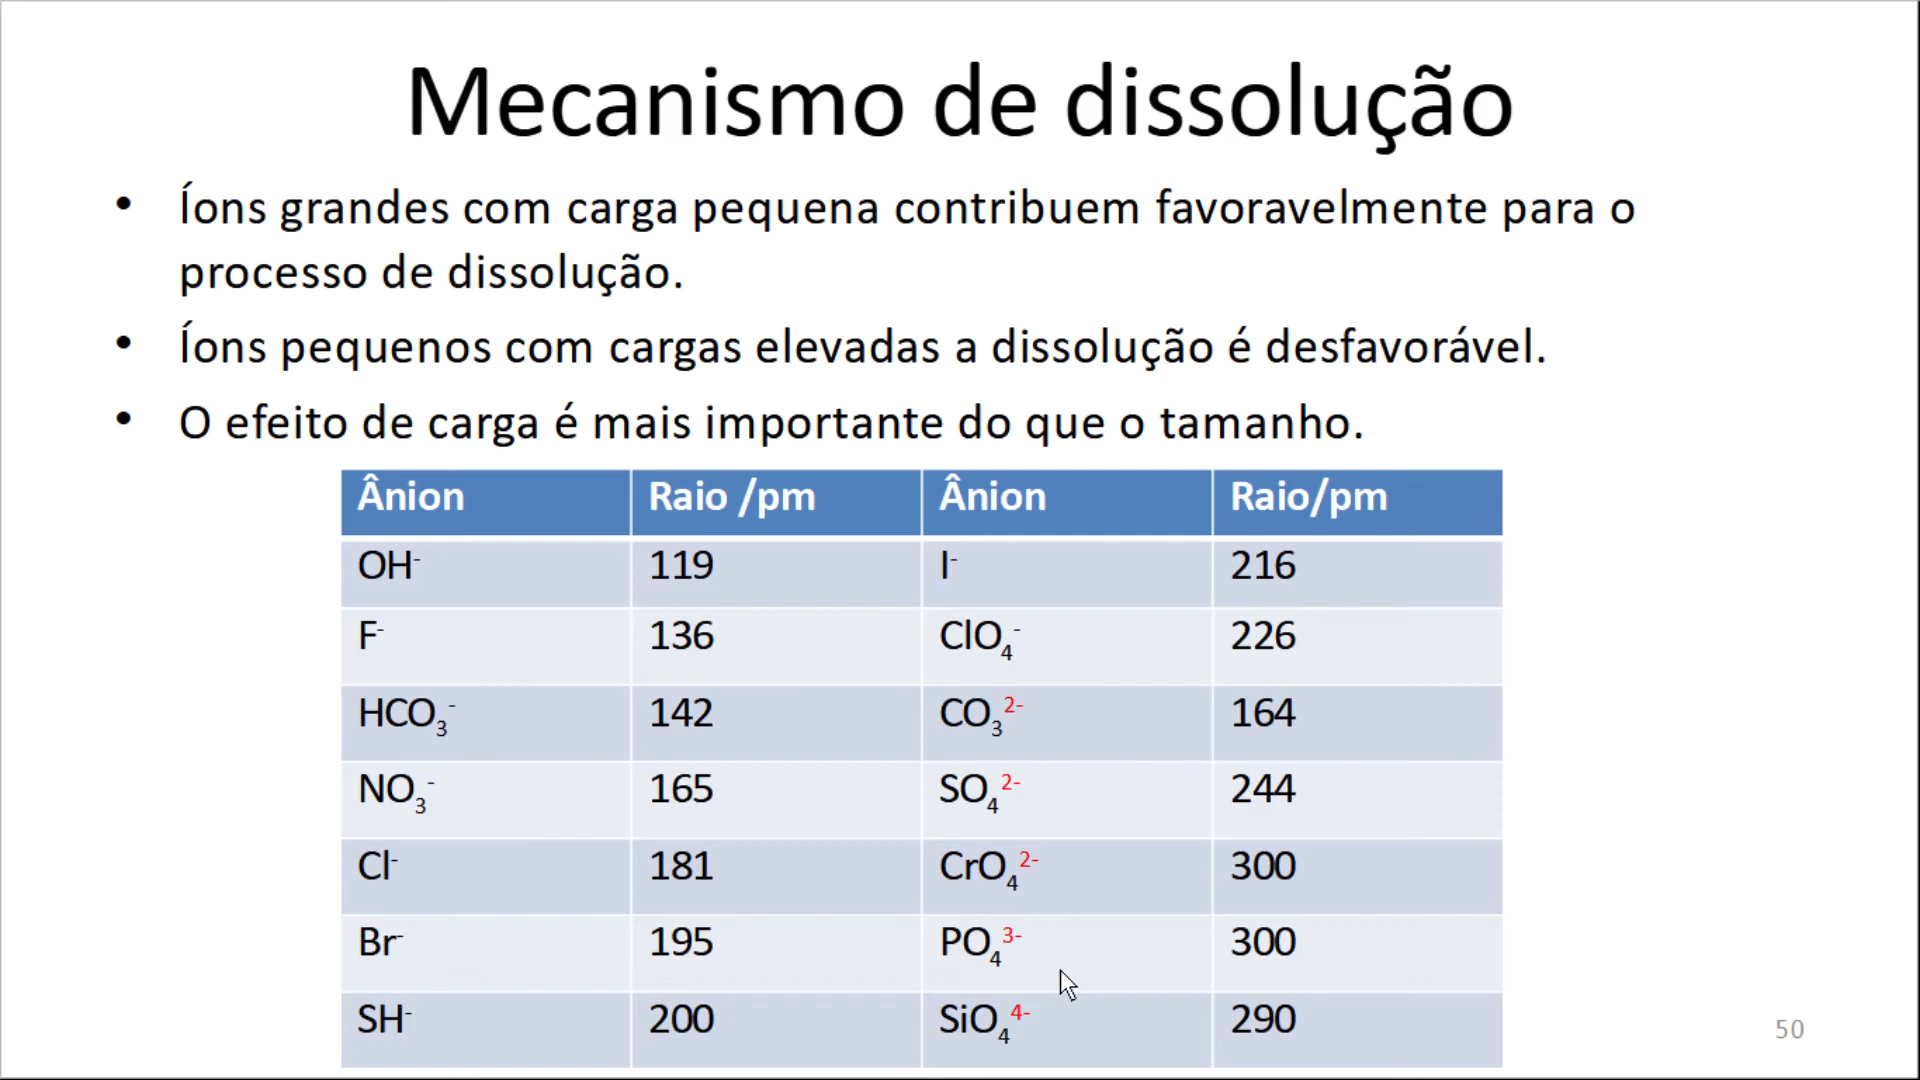 Mecanismo de dissolução
• Íons grandes com carga pequena contribuem favoravelmente para o
processo de dissolução.
• Íons pequenos com cargas elevadas a dissolução é desfavorável.
• O efeito de carga é mais importante do que o tamanho.
Ânion Raio /pm Ânion Raio/pm
OH⁻ 119 I⁻ 216
F⁻ 136 ClO₄⁻ 226
HCO₃⁻ 142 CO₃²⁻ 164
NO₃⁻ 165 SO₄²⁻ 244
Cl⁻ 181 CrO₄²⁻ 300
Br⁻ 195 PO₄³⁻ 300
SH⁻ 200 SiO₄⁴⁻ 290
50